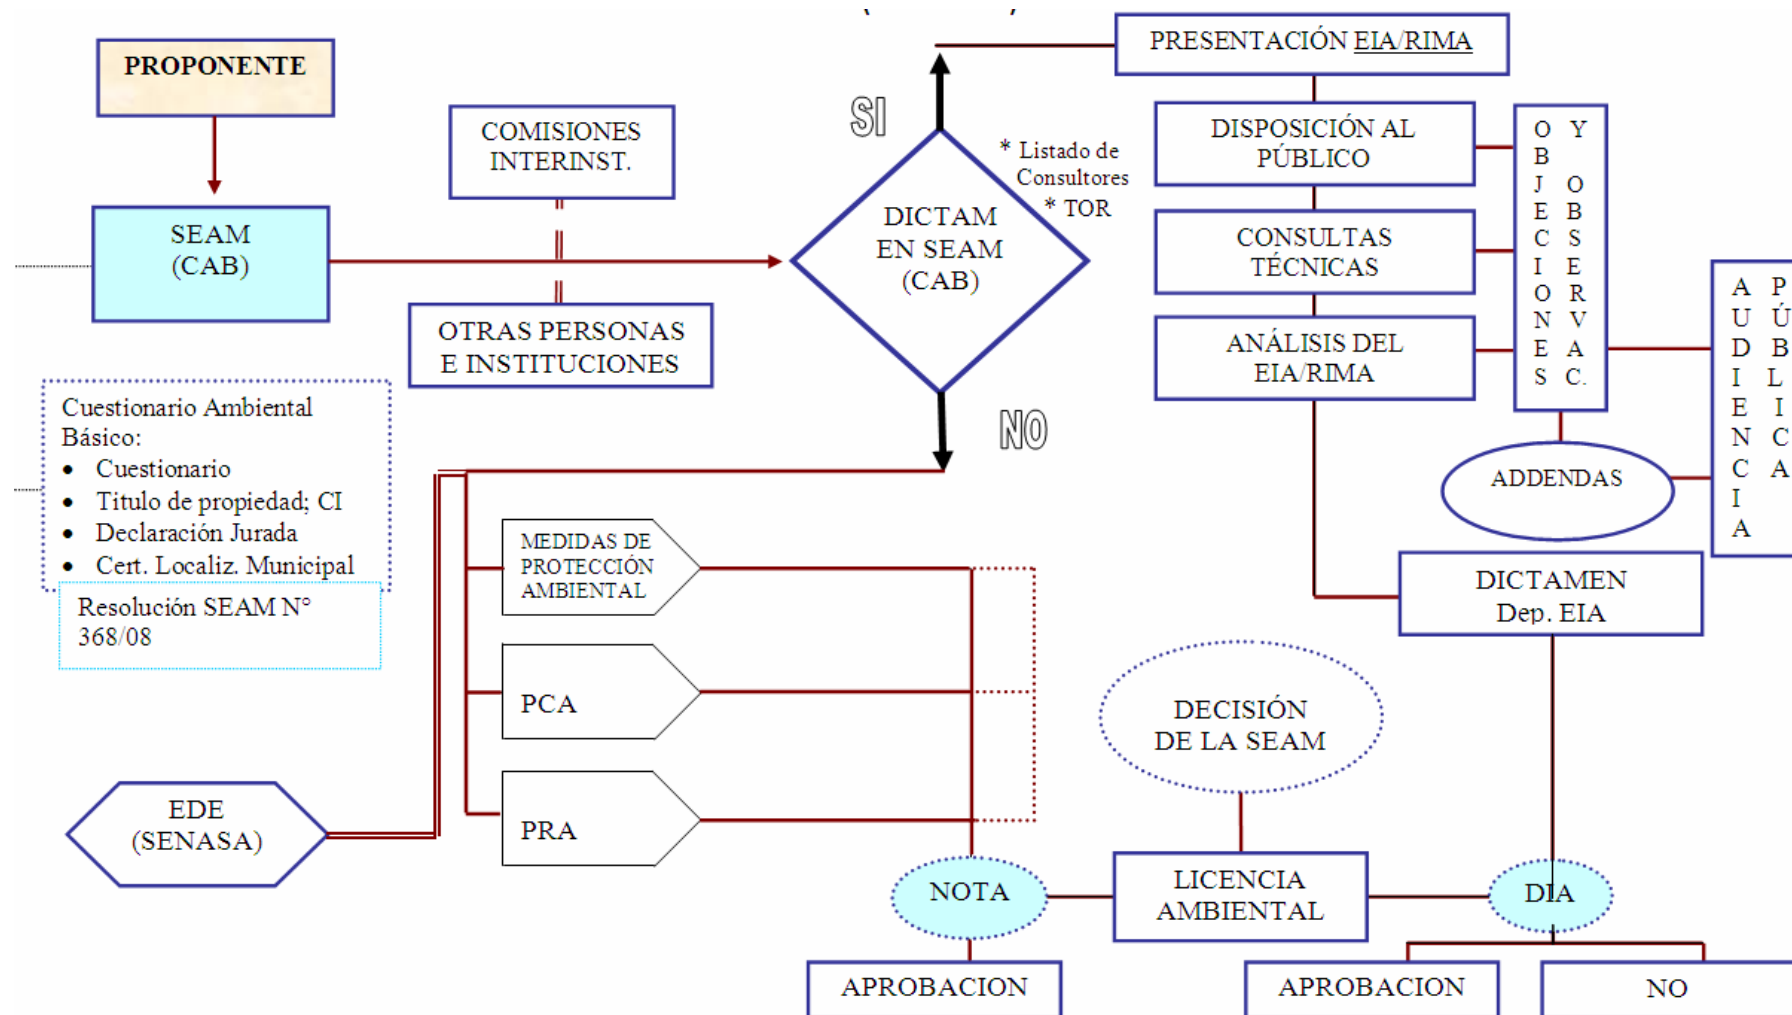 PROPONENTE
SEAM
(CAB)
COMISIONES
INTERINST.
OTRAS PERSONAS
E INSTITUCIONES
SI
DICTAM
EN SEAM
(CAB)
* Listado de
Consultores
* TOR
NO
PRESENTACIÓN EIA/RIMA
DISPOSICIÓN AL
PÚBLICO
CONSULTAS
TÉCNICAS
ANÁLISIS DEL
EIA/RIMA
OBJECIONES
Y OBSERVAC.
AUDIENCIA
PÚBLICA
ADDENDAS
DICTAMEN
Dep. EIA
Cuestionario Ambiental
Básico:
• Cuestionario
• Titulo de propiedad; CI
• Declaración Jurada
• Cert. Localiz. Municipal
Resolución SEAM N°
368/08
MEDIDAS DE
PROTECCIÓN
AMBIENTAL
PCA
PRA
EDE
(SENASA)
DECISIÓN
DE LA SEAM
NOTA
LICENCIA
AMBIENTAL
DIA
APROBACION
APROBACION
NO